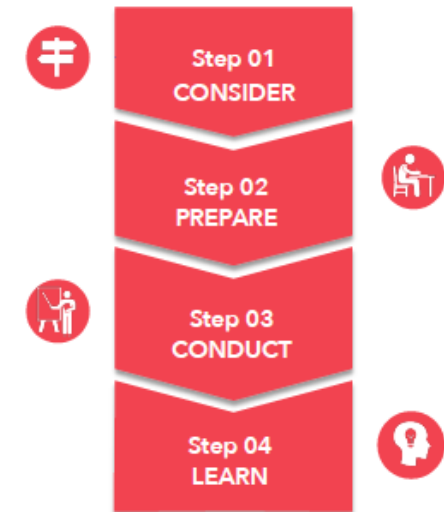 Step 01
CONSIDER
Step 02
PREPARE
Step 03
CONDUCT
Step 04
LEARN